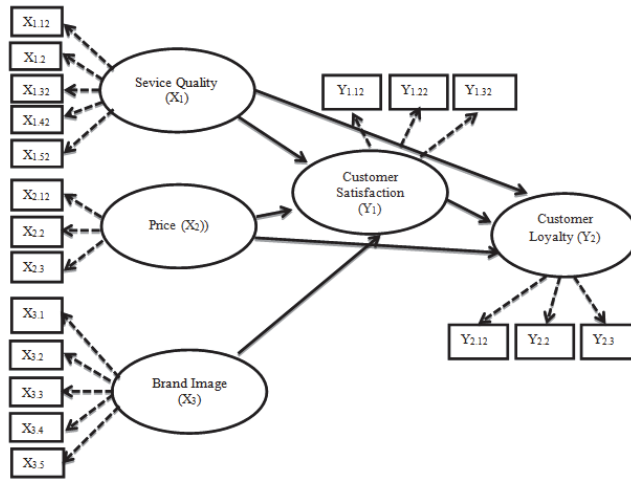 X1.12
X1.2
X1.32
X1.42
X1.52
Sevice Quality
(X1)
Y1.12
Y1.22
Y1.32
Customer
Satisfaction
(Y1)
X2.12
X2.2
X2.3
Price (X2))
Customer
Loyalty (Y2)
X3.1
X3.2
X3.3
X3.4
X3.5
Brand Image
(X3)
Y2.12
Y2.2
Y2.3